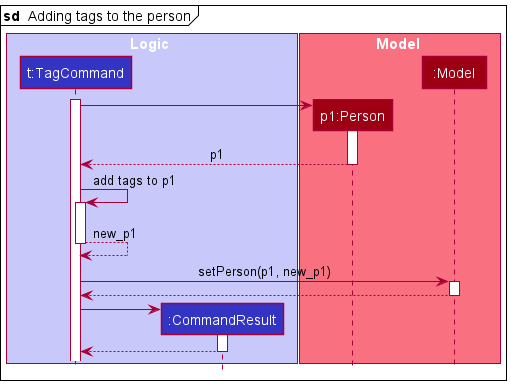 sd Adding tags to the person
Logic
Model
t:TagCommand
:Model
p1:Person
p1
add tags to p1
new_p1
setPerson(p1, new_p1)
:CommandResult